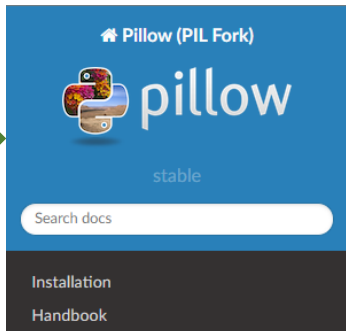 Pillow (PIL Fork)
pillow
stable
Search docs
Installation
Handbook